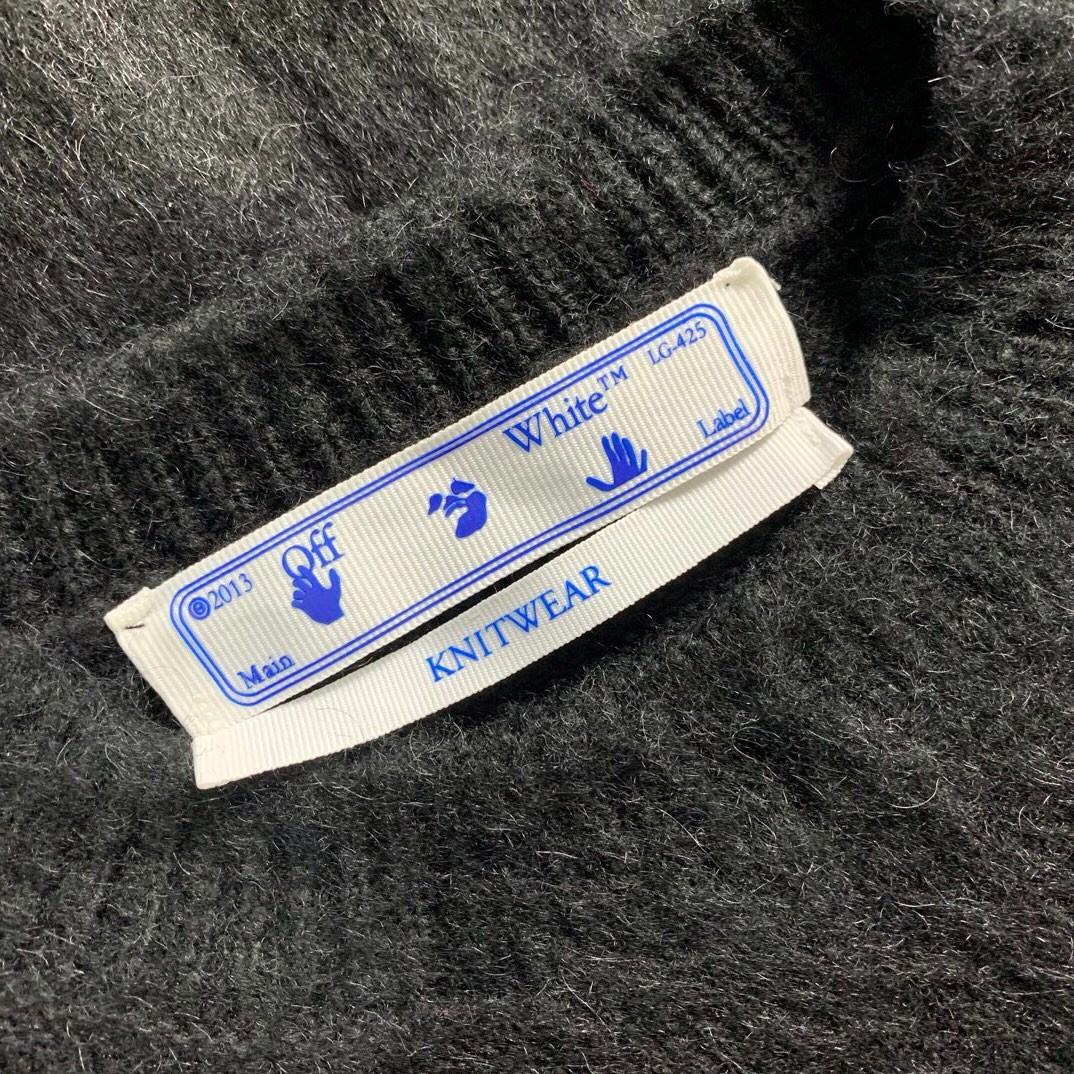 ©2013 Off White™ LG-425
Main Label
KNITWEAR